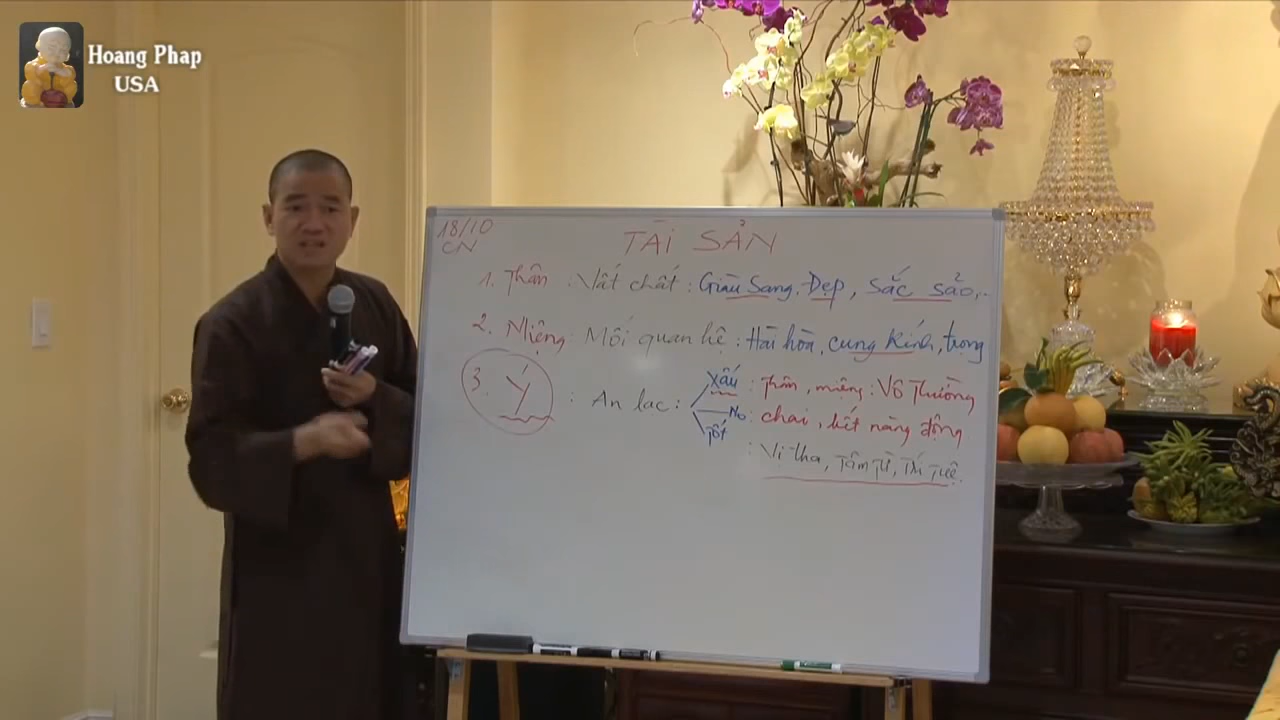 Hoang Phap
USA
18/10
CN
TÀI SẢN
1. Thân : Vật chất : Giàu Sang. Đẹp, Sắc sảo,..
2. Miệng : Mối quan hệ : Hài hòa, cung kính, trọng
3. Ý : An lạc : Xấu : Thân, miệng : Vô Thường
No : chai, hết năng động
Tốt : Vị tha, Tâm Từ, Trí Tuệ.